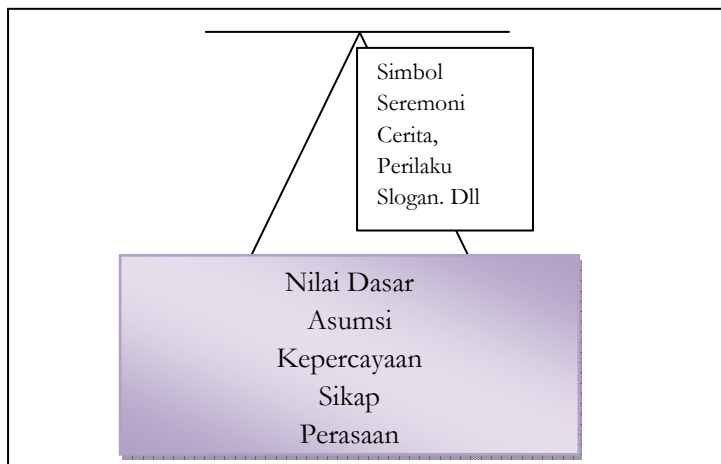 Simbol
Seremoni
Cerita,
Perilaku
Slogan. Dll
Nilai Dasar
Asumsi
Kepercayaan
Sikap
Perasaan